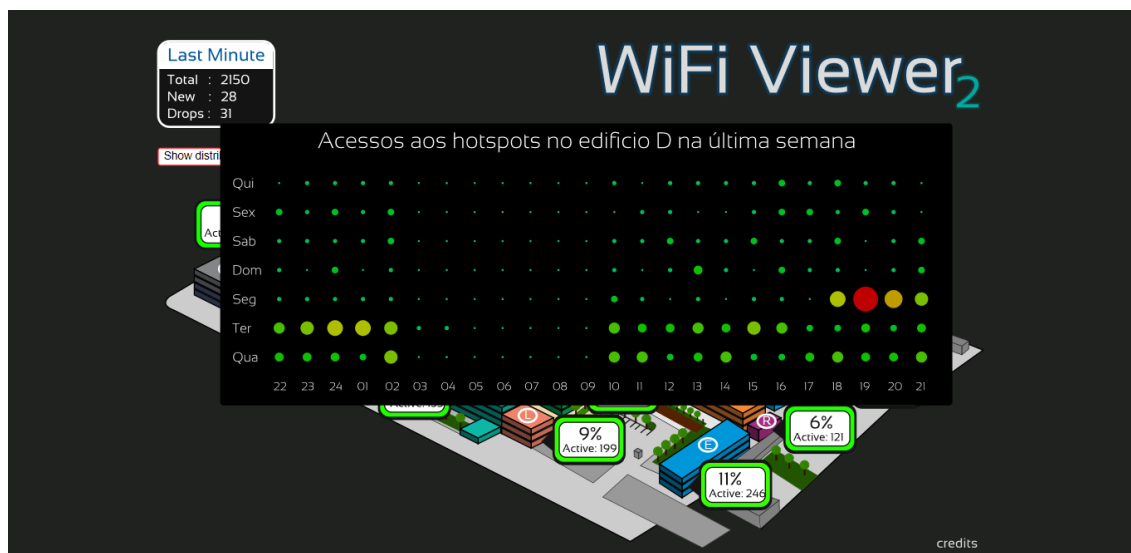 Last Minute
WiFi Viewer2
Total : 2150
New : 28
Drops : 31
Acessos aos hotspots no edificio D na última semana
Show distri
Qui
Sex
Sab
Dom
Seg
Ter
Qua
22 23 24 01 02 03 04 05 06 07 08 09 10 11 12 13 14 15 16 17 18 19 20 21
L
R
6%
Active: 121
9%
Active: 199
E
11%
Active: 246
credits